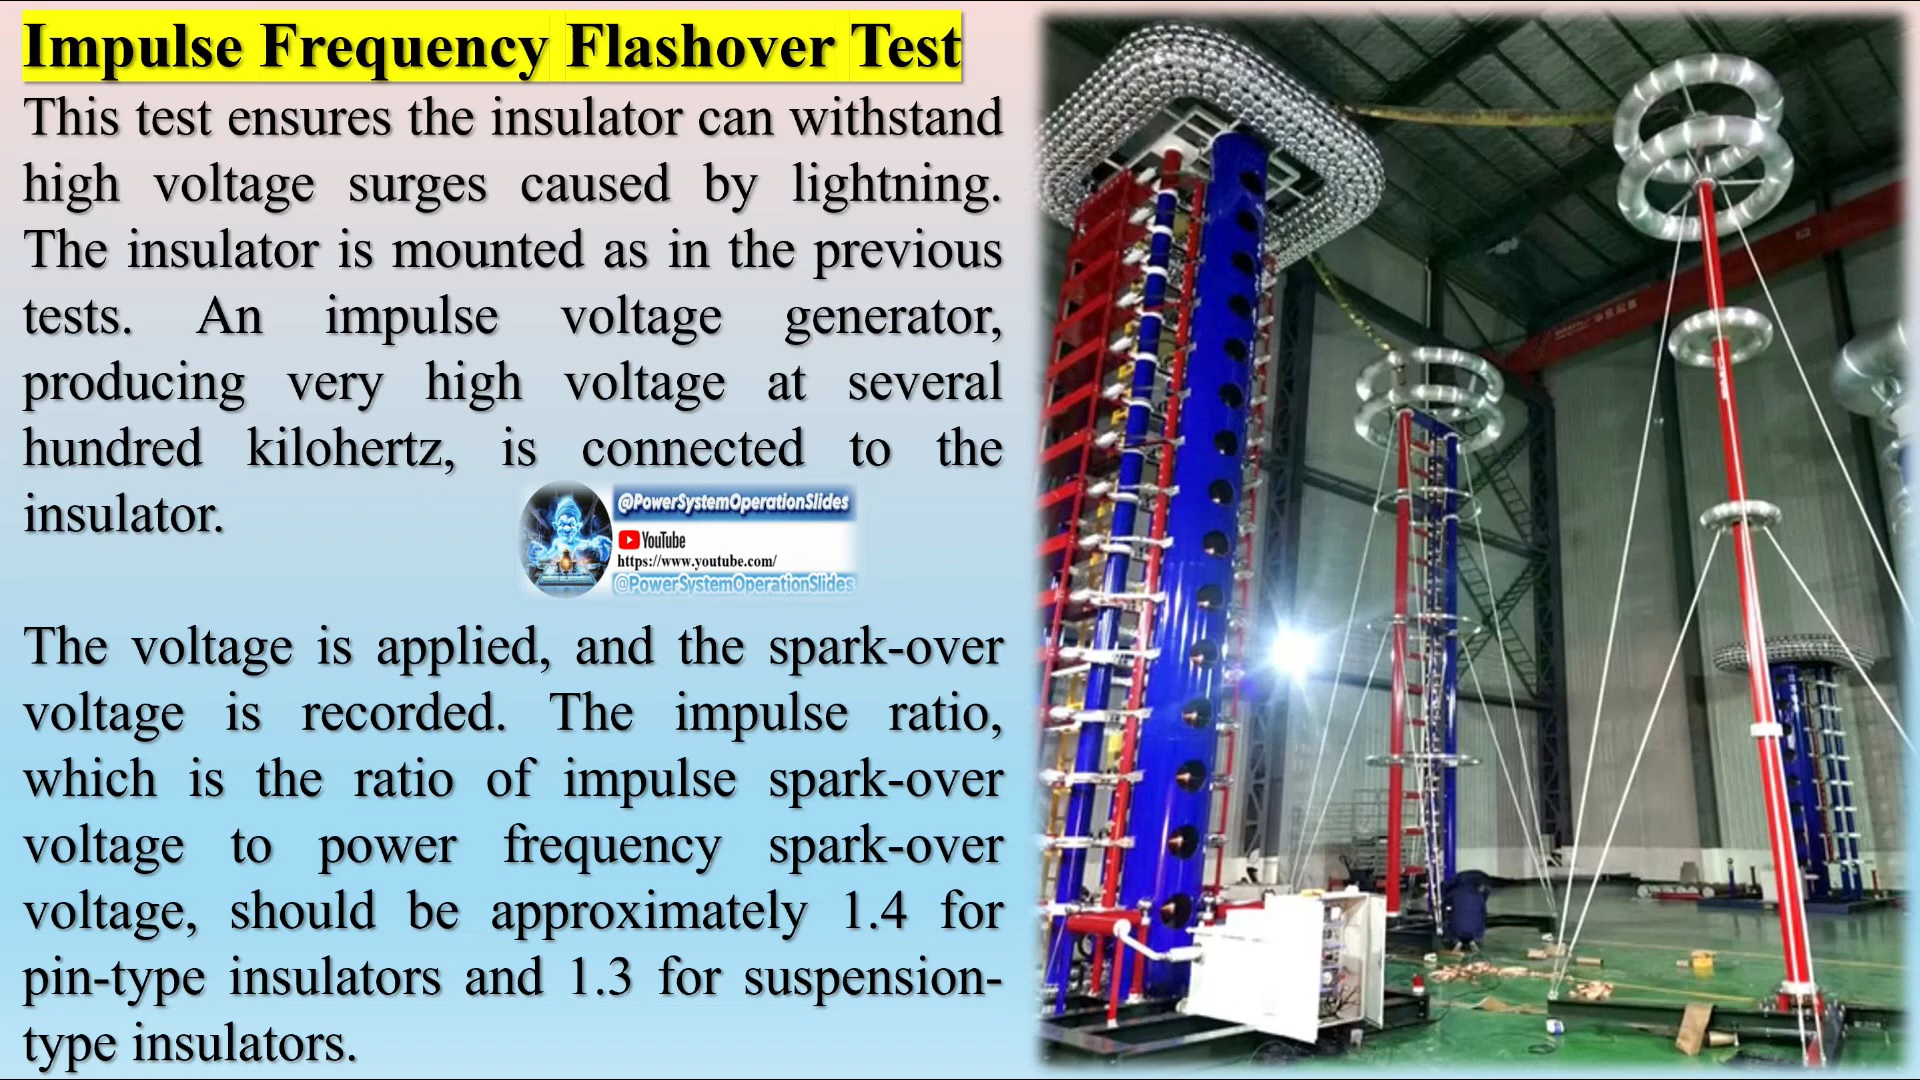 Impulse Frequency Flashover Test
This test ensures the insulator can withstand
high voltage surges caused by lightning.
The insulator is mounted as in the previous
tests. An impulse voltage generator,
producing very high voltage at several
hundred kilohertz, is connected to the
insulator.
@PowerSystemOperationSlides
YouTube
https://www.youtube.com/
@PowerSystemOperationSlides
The voltage is applied, and the spark-over
voltage is recorded. The impulse ratio,
which is the ratio of impulse spark-over
voltage to power frequency spark-over
voltage, should be approximately 1.4 for
pin-type insulators and 1.3 for suspension-
type insulators.